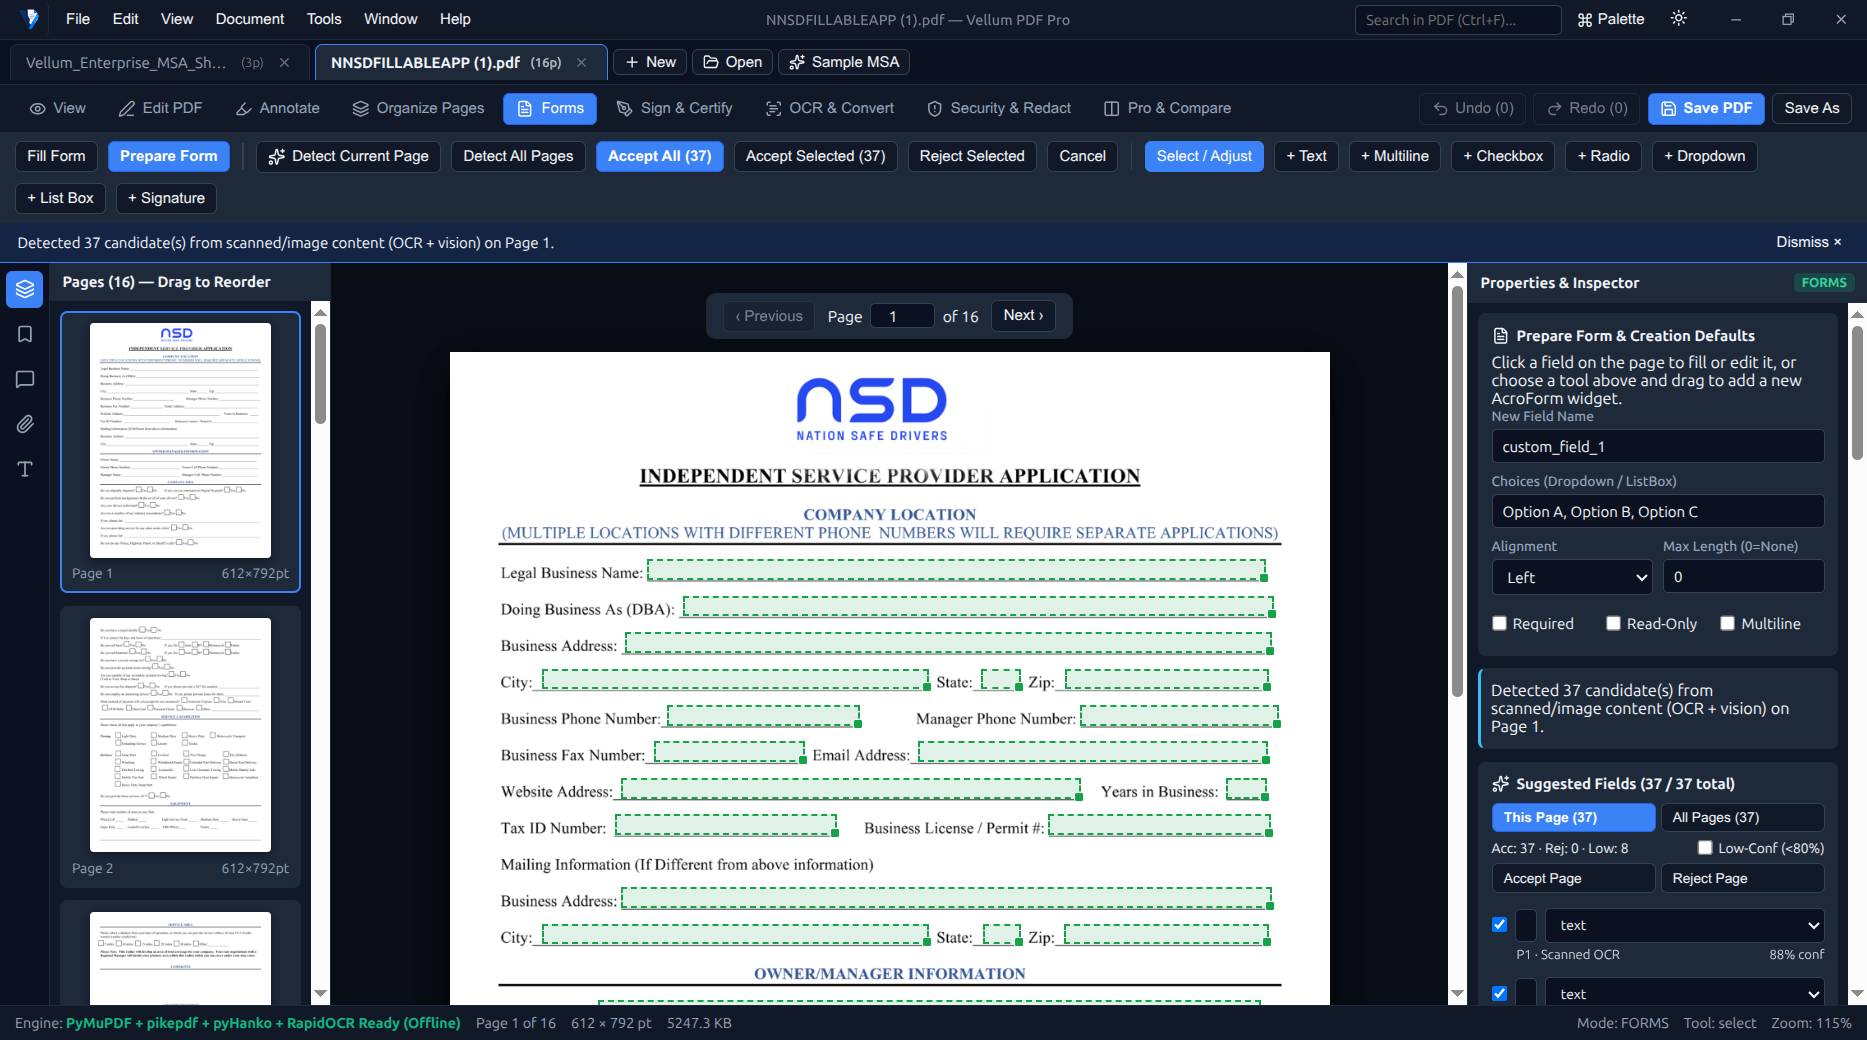 File Edit View Document Tools Window Help
NNSDFILLABLEAPP (1).pdf — Vellum PDF Pro
Search in PDF (Ctrl+F)...
Palette
Vellum_Enterprise_MSA_Sh... (3p) ×
NNSDFILLABLEAPP (1).pdf (16p) ×
+ New
Open
Sample MSA
View
Edit PDF
Annotate
Organize Pages
Forms
Sign & Certify
OCR & Convert
Security & Redact
Pro & Compare
Undo (0)
Redo (0)
Save PDF
Save As
Fill Form
Prepare Form
Detect Current Page
Detect All Pages
Accept All (37)
Accept Selected (37)
Reject Selected
Cancel
Select / Adjust
+ Text
+ Multiline
+ Checkbox
+ Radio
+ Dropdown
+ List Box
+ Signature
Detected 37 candidate(s) from scanned/image content (OCR + vision) on Page 1.
Dismiss ×
Pages (16) — Drag to Reorder
Page 1 612×792pt
Page 2 612×792pt
‹ Previous Page 1 of 16 Next ›
NSD
NATION SAFE DRIVERS
INDEPENDENT SERVICE PROVIDER APPLICATION
COMPANY LOCATION
(MULTIPLE LOCATIONS WITH DIFFERENT PHONE NUMBERS WILL REQUIRE SEPARATE APPLICATIONS)
Legal Business Name:
Doing Business As (DBA):
Business Address:
City: State: Zip:
Business Phone Number: Manager Phone Number:
Business Fax Number: Email Address:
Website Address: Years in Business:
Tax ID Number: Business License / Permit #:
Mailing Information (If Different from above information)
Business Address:
City: State: Zip:
OWNER/MANAGER INFORMATION
Properties & Inspector
FORMS
Prepare Form & Creation Defaults
Click a field on the page to fill or edit it, or
choose a tool above and drag to add a new
AcroForm widget.
New Field Name
custom_field_1
Choices (Dropdown / ListBox)
Option A, Option B, Option C
Alignment Max Length (0=None)
Left 0
Required Read-Only Multiline
Detected 37 candidate(s) from
scanned/image content (OCR + vision) on
Page 1.
Suggested Fields (37 / 37 total)
This Page (37) All Pages (37)
Acc: 37 · Rej: 0 · Low: 8 Low-Conf (<80%)
Accept Page Reject Page
text
P1 · Scanned OCR 88% conf
text
Engine: PyMuPDF + pikepdf + pyHanko + RapidOCR Ready (Offline) Page 1 of 16 612 × 792 pt 5247.3 KB
Mode: FORMS Tool: select Zoom: 115%